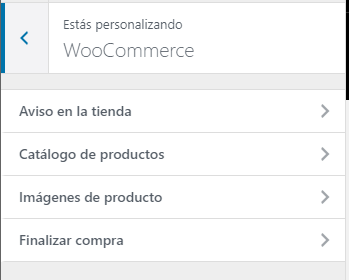 Estás personalizando
WooCommerce
Aviso en la tienda
Catálogo de productos
Imágenes de producto
Finalizar compra